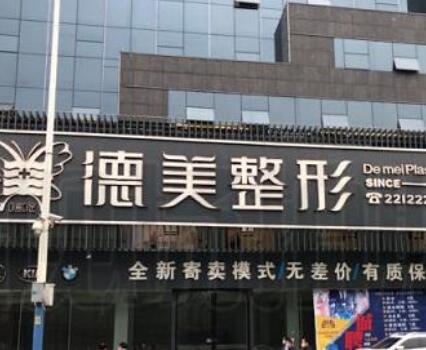 德美整形
De mei Plas
SINCE
☎221222
全新寄卖模式/无差价/有质保